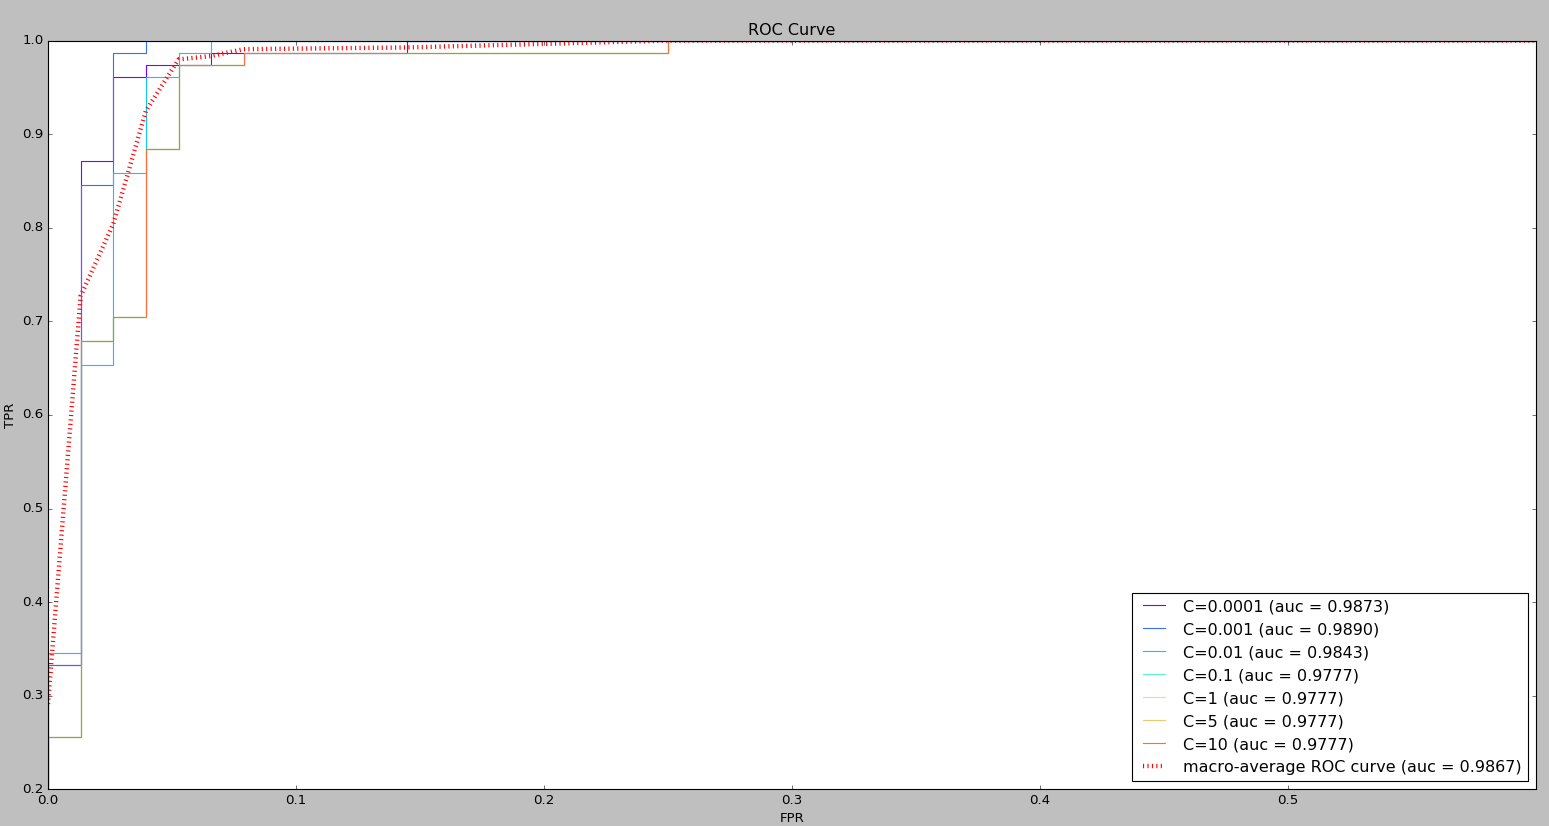 ROC Curve
1.0
0.9
0.8
0.7
0.6
0.5
0.4
0.3
0.2
TPR
C=0.0001 (auc = 0.9873)
C=0.001 (auc = 0.9890)
C=0.01 (auc = 0.9843)
C=0.1 (auc = 0.9777)
C=1 (auc = 0.9777)
C=5 (auc = 0.9777)
C=10 (auc = 0.9777)
macro-average ROC curve (auc = 0.9867)
0.0 0.1 0.2 0.3 0.4 0.5
FPR